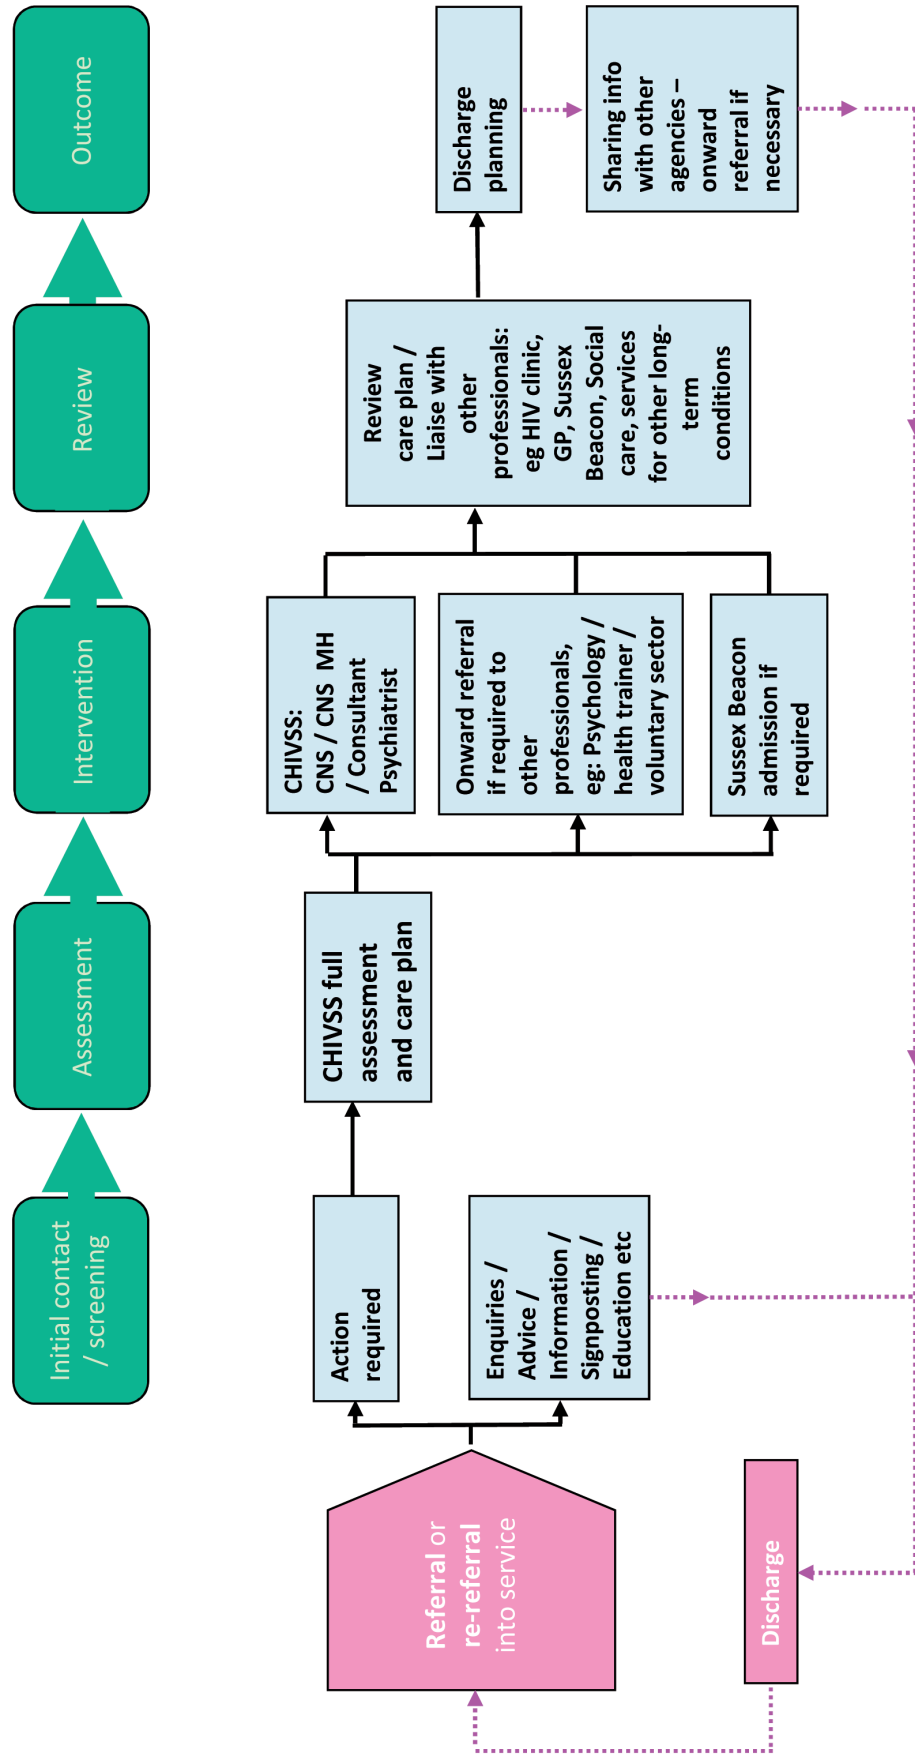 Initial contact
/ screening
Assessment
Intervention
Review
Outcome
Referral or
re-referral
into service
Action
required
Enquiries /
Advice /
Information /
Signposting /
Education etc
CHIVSS full
assessment
and care plan
CHIVSS:
CNS / CNS MH
/ Consultant
Psychiatrist
Onward referral
if required to
other
professionals,
eg: Psychology /
health trainer /
voluntary sector
Sussex Beacon
admission if
required
Review
care plan /
Liaise with
other
professionals:
eg HIV clinic,
GP, Sussex
Beacon, Social
care, services
for other long-
term
conditions
Discharge
planning
Sharing info
with other
agencies –
onward
referral if
necessary
Discharge